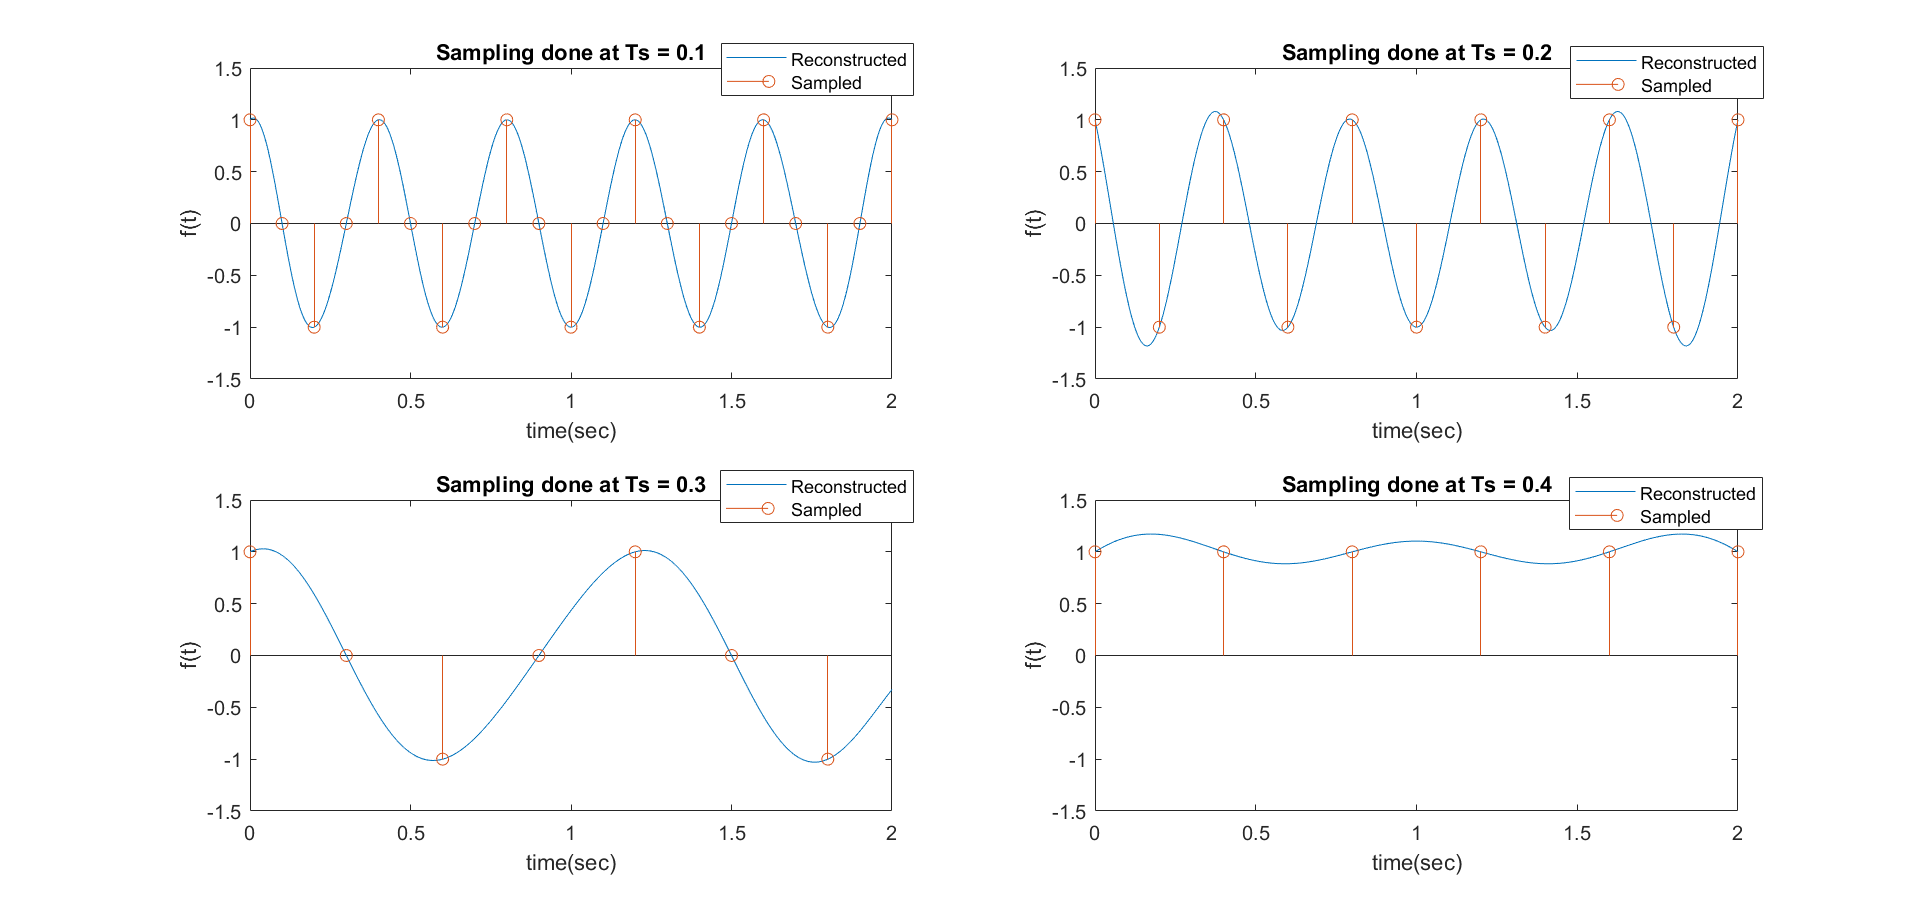 Sampling done at Ts = 0.1
Reconstructed
Sampled
1.5
1
0.5
0
-0.5
-1
-1.5
f(t)
0 0.5 1 1.5 2
time(sec)
Sampling done at Ts = 0.2
Reconstructed
Sampled
1.5
1
0.5
0
-0.5
-1
-1.5
f(t)
0 0.5 1 1.5 2
time(sec)
Sampling done at Ts = 0.3
Reconstructed
Sampled
1.5
1
0.5
0
-0.5
-1
-1.5
f(t)
0 0.5 1 1.5 2
time(sec)
Sampling done at Ts = 0.4
Reconstructed
Sampled
1.5
1
0.5
0
-0.5
-1
-1.5
f(t)
0 0.5 1 1.5 2
time(sec)